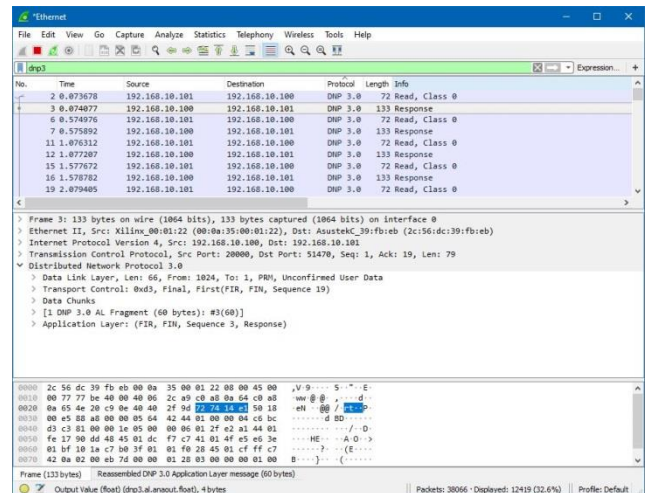 *Ethernet
File Edit View Go Capture Analyze Statistics Telephony Wireless Tools Help
dnp3
Expression... +
No. Time Source Destination Protocol Length Info
2 0.073678 192.168.10.101 192.168.10.100 DNP 3.0 72 Read, Class 0
3 0.074077 192.168.10.100 192.168.10.101 DNP 3.0 133 Response
6 0.574976 192.168.10.101 192.168.10.100 DNP 3.0 72 Read, Class 0
7 0.575892 192.168.10.100 192.168.10.101 DNP 3.0 133 Response
11 1.076312 192.168.10.101 192.168.10.100 DNP 3.0 72 Read, Class 0
12 1.077207 192.168.10.100 192.168.10.101 DNP 3.0 133 Response
15 1.577672 192.168.10.101 192.168.10.100 DNP 3.0 72 Read, Class 0
16 1.578782 192.168.10.100 192.168.10.101 DNP 3.0 133 Response
19 2.079405 192.168.10.101 192.168.10.100 DNP 3.0 72 Read, Class 0
> Frame 3: 133 bytes on wire (1064 bits), 133 bytes captured (1064 bits) on interface 0
> Ethernet II, Src: Xilinx_00:01:22 (00:0a:35:00:01:22), Dst: AsustekC_39:fb:eb (2c:56:dc:39:fb:eb)
> Internet Protocol Version 4, Src: 192.168.10.100, Dst: 192.168.10.101
> Transmission Control Protocol, Src Port: 20000, Dst Port: 51470, Seq: 1, Ack: 19, Len: 79
Distributed Network Protocol 3.0
> Data Link Layer, Len: 66, From: 1024, To: 1, PRM, Unconfirmed User Data
> Transport Control: 0xd3, Final, First(FIR, FIN, Sequence 19)
> Data Chunks
> [1 DNP 3.0 AL Fragment (60 bytes): #3(60)]
> Application Layer: (FIR, FIN, Sequence 3, Response)
0000 2c 56 dc 39 fb eb 00 0a 35 00 01 22 08 00 45 00 ,V·9···· 5··"··E·
0010 00 77 77 be 40 00 40 06 2c a9 c0 a8 0a 64 c0 a8 ·ww·@·@· ,····d··
0020 0a 65 4e 20 c9 0e 40 40 2f 9d 72 74 14 e1 50 18 ·eN ··@@ /·rt··P·
0030 00 e5 88 a8 00 00 05 64 42 44 01 00 00 04 c6 bc ·······d BD······
0040 d3 c3 81 00 00 1e 05 00 00 06 01 2f e2 a1 44 01 ········ ···/··D·
0050 fe 17 90 dd 48 45 01 dc f7 c7 41 01 4f e5 e6 3e ····HE·· ··A·O··>
0060 01 bf 10 1a c7 b0 3f 01 01 f0 28 45 01 cf ff c7 ······?· ··(E····
0070 42 0a 02 00 eb 7d 00 00 01 28 03 00 00 00 01 00 B····}·· ·(······
Frame (133 bytes) Reassembled DNP 3.0 Application Layer message (60 bytes)
Output Value (float) (dnp3.al.anaout.float), 4 bytes Packets: 38066 · Displayed: 12419 (32.6%) Profile: Default